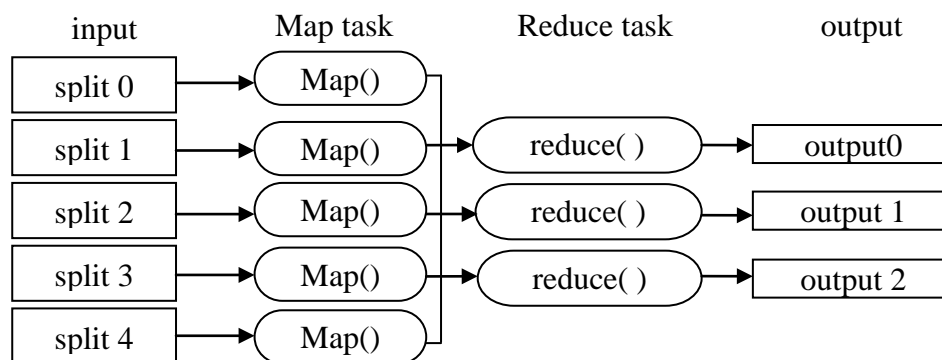 input Map task Reduce task output
split 0 Map()
split 1 Map() reduce( ) output0
split 2 Map() reduce( ) output 1
split 3 Map() reduce( ) output 2
split 4 Map()